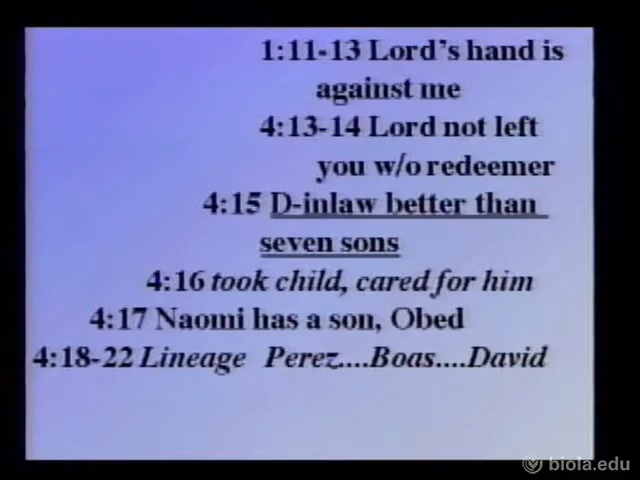 1:11-13 Lord's hand is
against me
4:13-14 Lord not left
you w/o redeemer
4:15 D-inlaw better than
seven sons
4:16 took child, cared for him
4:17 Naomi has a son, Obed
4:18-22 Lineage Perez....Boas....David
biola.edu